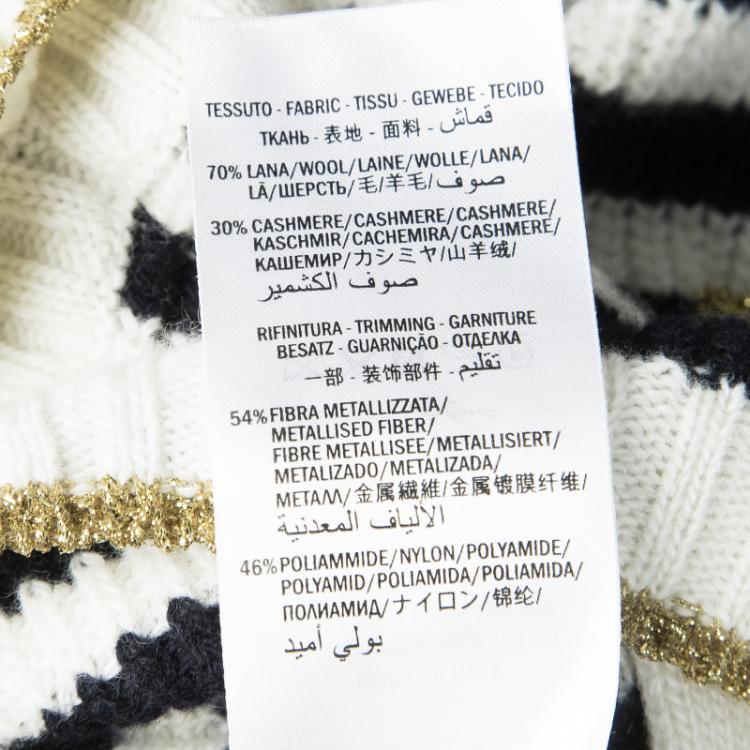 TESSUTO - FABRIC - TISSU - GEWEBE - TECIDO
ТКАНЬ - 表地 - 面料 - قماش
70% LANA/WOOL/LAINE/WOLLE/LANA/
LÃ/ШЕРСТЬ/毛/羊毛/صوف
30% CASHMERE/CASHMERE/CASHMERE/
KASCHMIR/CACHEMIRA/CASHMERE/
КАШЕМИР/カシミヤ/山羊绒/
صوف الكشمير
RIFINITURA - TRIMMING - GARNITURE
BESATZ - GUARNIÇÃO - ОТДЕЛКА
一部 - 装饰部件 - تقليم
54% FIBRA METALLIZZATA/
METALLISED FIBER/
FIBRE METALLISEE/METALLISIERT/
METALIZADO/METALIZADA/
МЕТАЛЛ/金属繊維/金属镀膜纤维/
الألياف المعدنية
46% POLIAMMIDE/NYLON/POLYAMIDE/
POLYAMID/POLIAMIDA/POLIAMIDA/
ПОЛИАМИД/ナイロン/锦纶/
بولي أميد